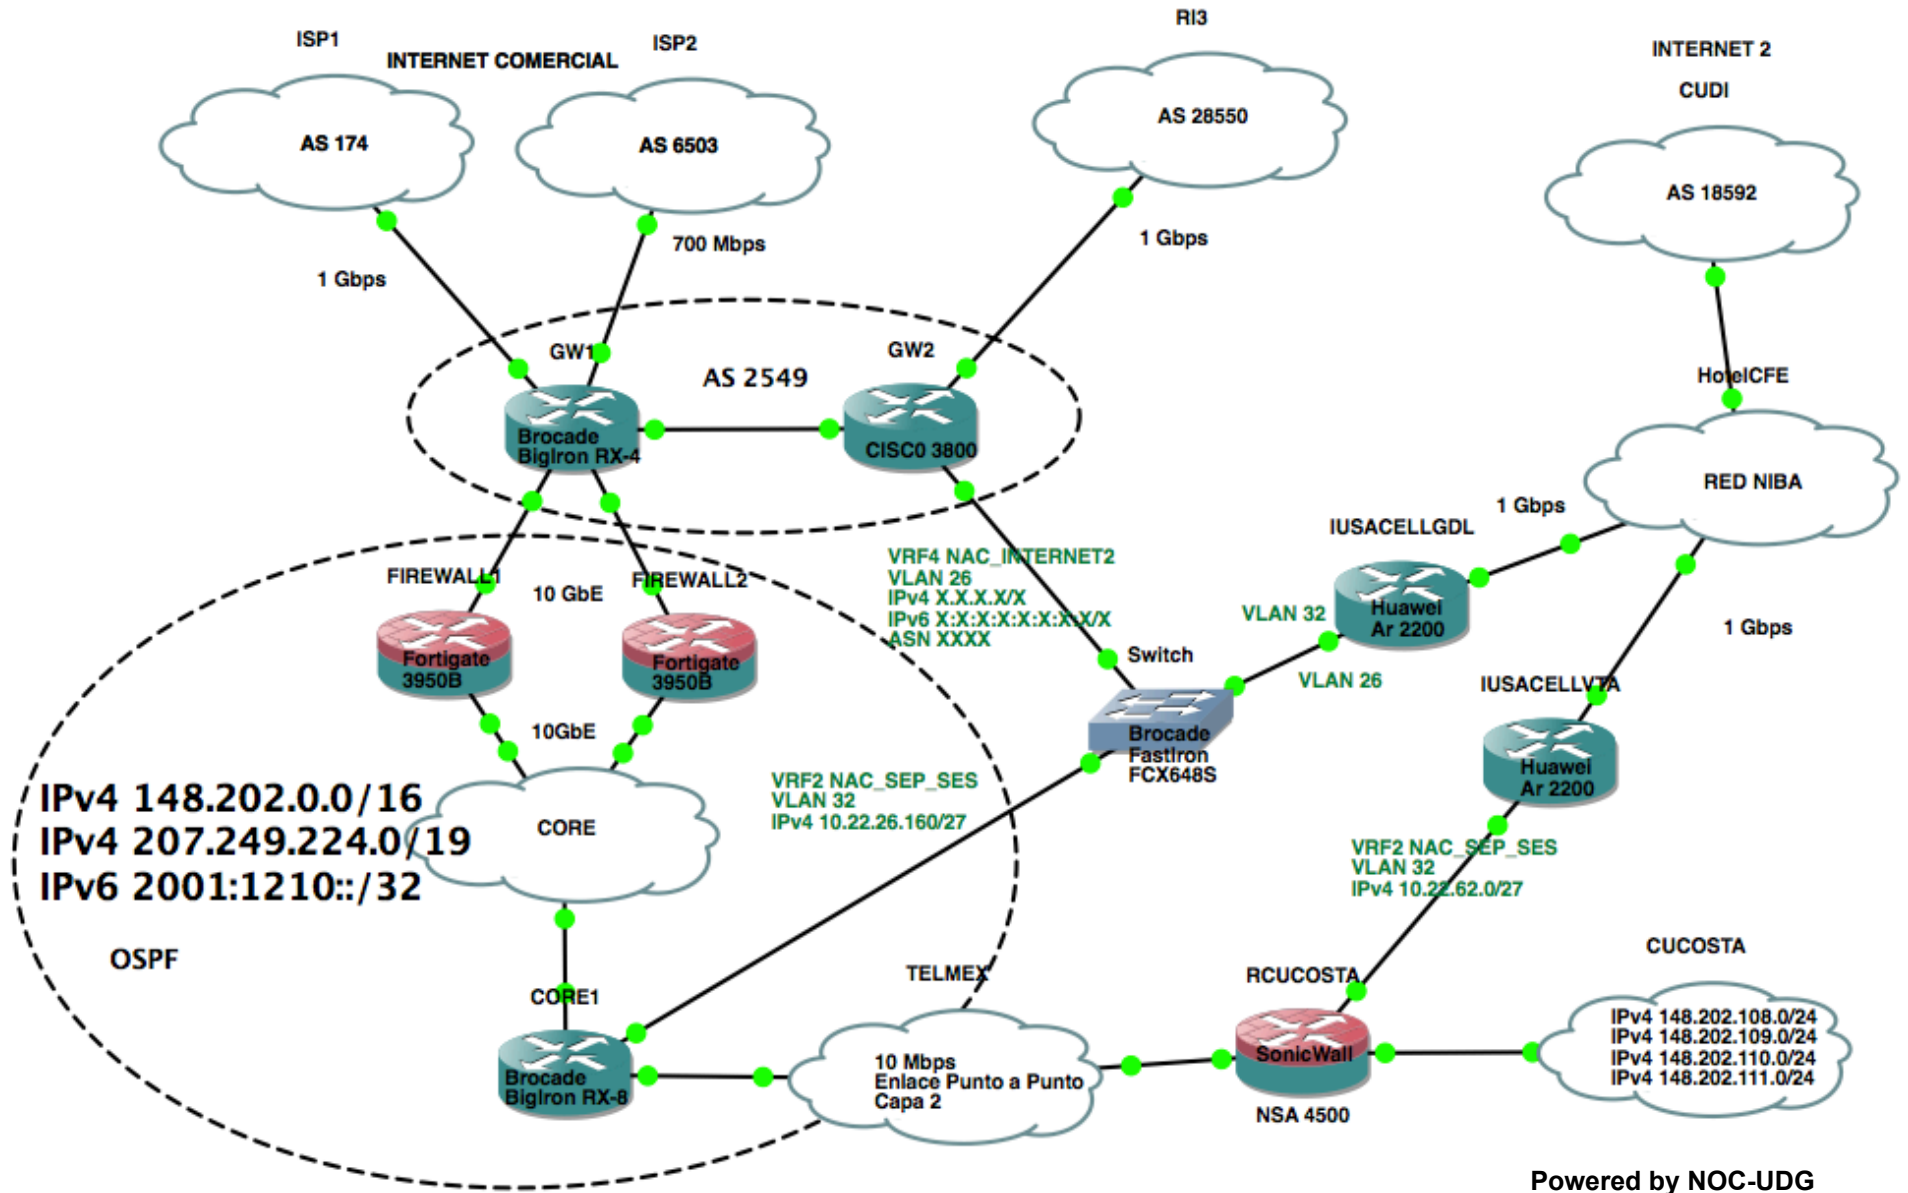 ISP1
INTERNET COMERCIAL
ISP2
RI3
INTERNET 2
CUDI
AS 174
AS 6503
AS 28550
AS 18592
1 Gbps
700 Mbps
1 Gbps
GW1
AS 2549
GW2
HotelCFE
Brocade
BigIron RX-4
CISC0 3800
RED NIBA
1 Gbps
IUSACELLGDL
FIREWALL1
10 GbE
FIREWALL2
VRF4 NAC_INTERNET2
VLAN 26
IPv4 X.X.X.X/X
IPv6 X:X:X:X:X:X:X:X/X
ASN XXXX
VLAN 32
Huawei
Ar 2200
1 Gbps
Fortigate
3950B
Fortigate
3950B
Switch
VLAN 26
IUSACELLVTA
10GbE
Brocade
FastIron
FCX648S
Huawei
Ar 2200
IPv4 148.202.0.0/16
IPv4 207.249.224.0/19
IPv6 2001:1210::/32
CORE
VRF2 NAC_SEP_SES
VLAN 32
IPv4 10.22.26.160/27
VRF2 NAC_SEP_SES
VLAN 32
IPv4 10.22.62.0/27
OSPF
TELMEX
RCUCOSTA
CUCOSTA
CORE1
Brocade
BigIron RX-8
10 Mbps
Enlace Punto a Punto
Capa 2
SonicWall
NSA 4500
IPv4 148.202.108.0/24
IPv4 148.202.109.0/24
IPv4 148.202.110.0/24
IPv4 148.202.111.0/24
Powered by NOC-UDG